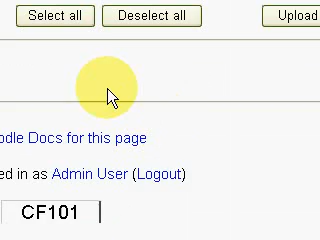 Select all Deselect all Upload
odle Docs for this page
ed in as Admin User (Logout)
CF101